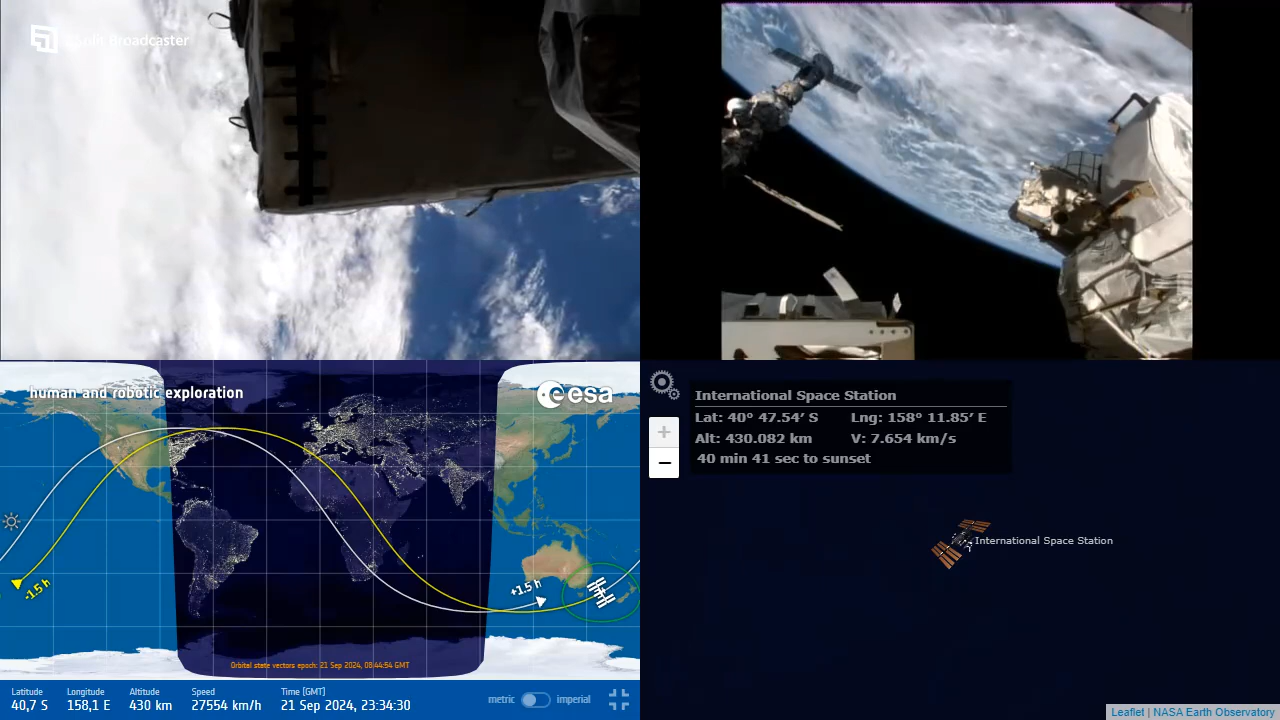 Split Broadcaster
human and robotic exploration
esa
-1.5 h
+1.5 h
Orbital state vectors epoch: 21 Sep 2024, 08:44:54 GMT
Latitude Longitude Altitude Speed Time [GMT]
40,7 S 158,1 E 430 km 27554 km/h 21 Sep 2024, 23:34:30
metric imperial
International Space Station
Lat: 40° 47.54′ S Lng: 158° 11.85′ E
Alt: 430.082 km V: 7.654 km/s
40 min 41 sec to sunset
+
−
International Space Station
Leaflet | NASA Earth Observatory